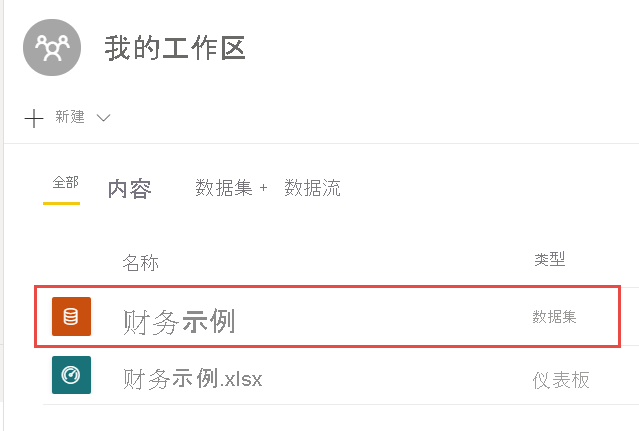 我的工作区
新建
全部 内容 数据集 + 数据流
名称 类型
财务示例 数据集
财务示例.xlsx 仪表板